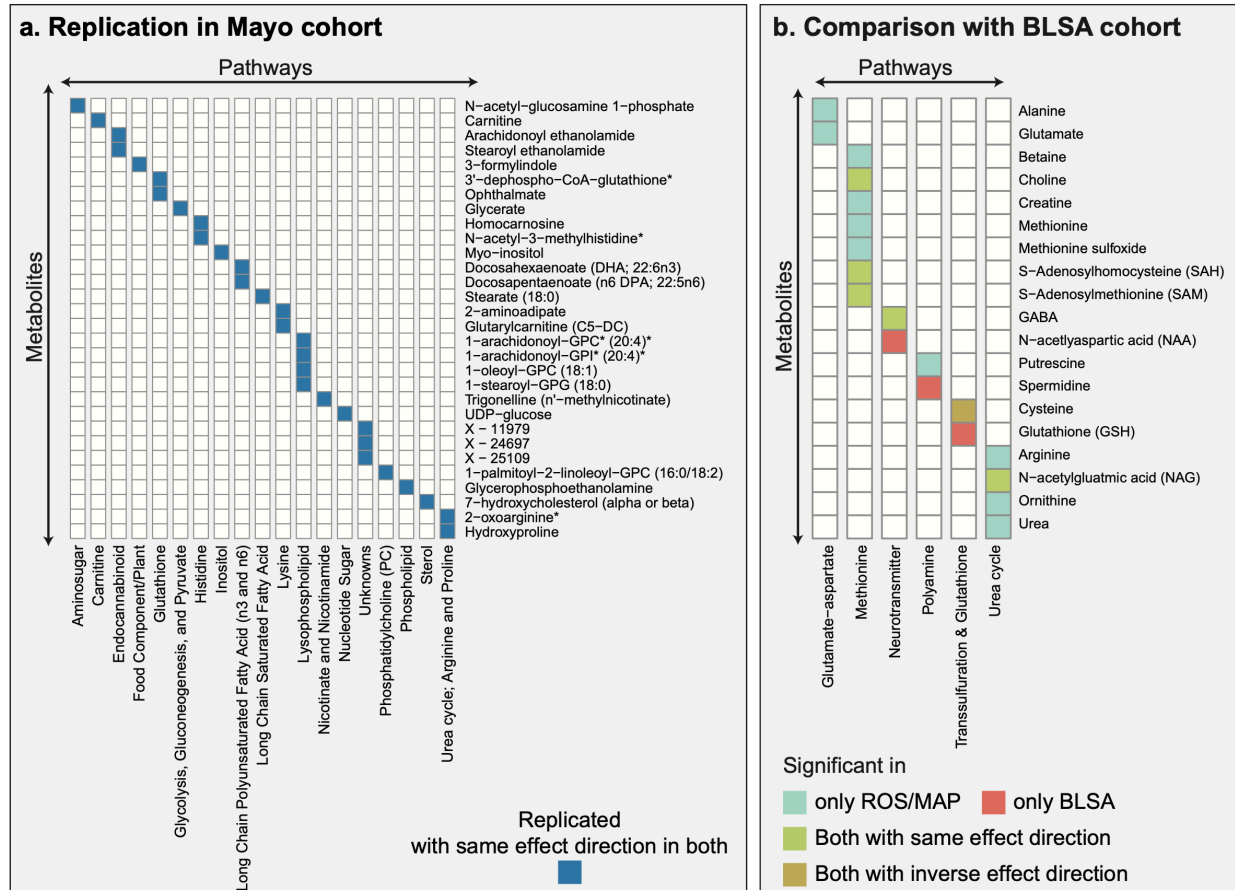 a. Replication in Mayo cohort
Pathways
Metabolites
N−acetyl−glucosamine 1−phosphate
Carnitine
Arachidonoyl ethanolamide
Stearoyl ethanolamide
3−formylindole
3'−dephospho−CoA−glutathione*
Ophthalmate
Glycerate
Homocarnosine
N−acetyl−3−methylhistidine*
Myo−inositol
Docosahexaenoate (DHA; 22:6n3)
Docosapentaenoate (n6 DPA; 22:5n6)
Stearate (18:0)
2−aminoadipate
Glutarylcarnitine (C5−DC)
1−arachidonoyl−GPC* (20:4)*
1−arachidonoyl−GPI* (20:4)*
1−oleoyl−GPC (18:1)
1−stearoyl−GPG (18:0)
Trigonelline (n'−methylnicotinate)
UDP−glucose
X − 11979
X − 24697
X − 25109
1−palmitoyl−2−linoleoyl−GPC (16:0/18:2)
Glycerophosphoethanolamine
7−hydroxycholesterol (alpha or beta)
2−oxoarginine*
Hydroxyproline
Aminosugar
Carnitine
Endocannabinoid
Food Component/Plant
Glutathione
Glycolysis, Gluconeogenesis, and Pyruvate
Histidine
Inositol
Long Chain Polyunsaturated Fatty Acid (n3 and n6)
Long Chain Saturated Fatty Acid
Lysine
Lysophospholipid
Nicotinate and Nicotinamide
Nucleotide Sugar
Unknowns
Phosphatidylcholine (PC)
Phospholipid
Sterol
Urea cycle; Arginine and Proline
Replicated
with same effect direction in both
b. Comparison with BLSA cohort
Pathways
Metabolites
Alanine
Glutamate
Betaine
Choline
Creatine
Methionine
Methionine sulfoxide
S−Adenosylhomocysteine (SAH)
S−Adenosylmethionine (SAM)
GABA
N−acetlyaspartic acid (NAA)
Putrescine
Spermidine
Cysteine
Glutathione (GSH)
Arginine
N−acetylgluatmic acid (NAG)
Ornithine
Urea
Glutamate−aspartate
Methionine
Neurotransmitter
Polyamine
Transsulfuration & Glutathione
Urea cycle
Significant in
only ROS/MAP
only BLSA
Both with same effect direction
Both with inverse effect direction